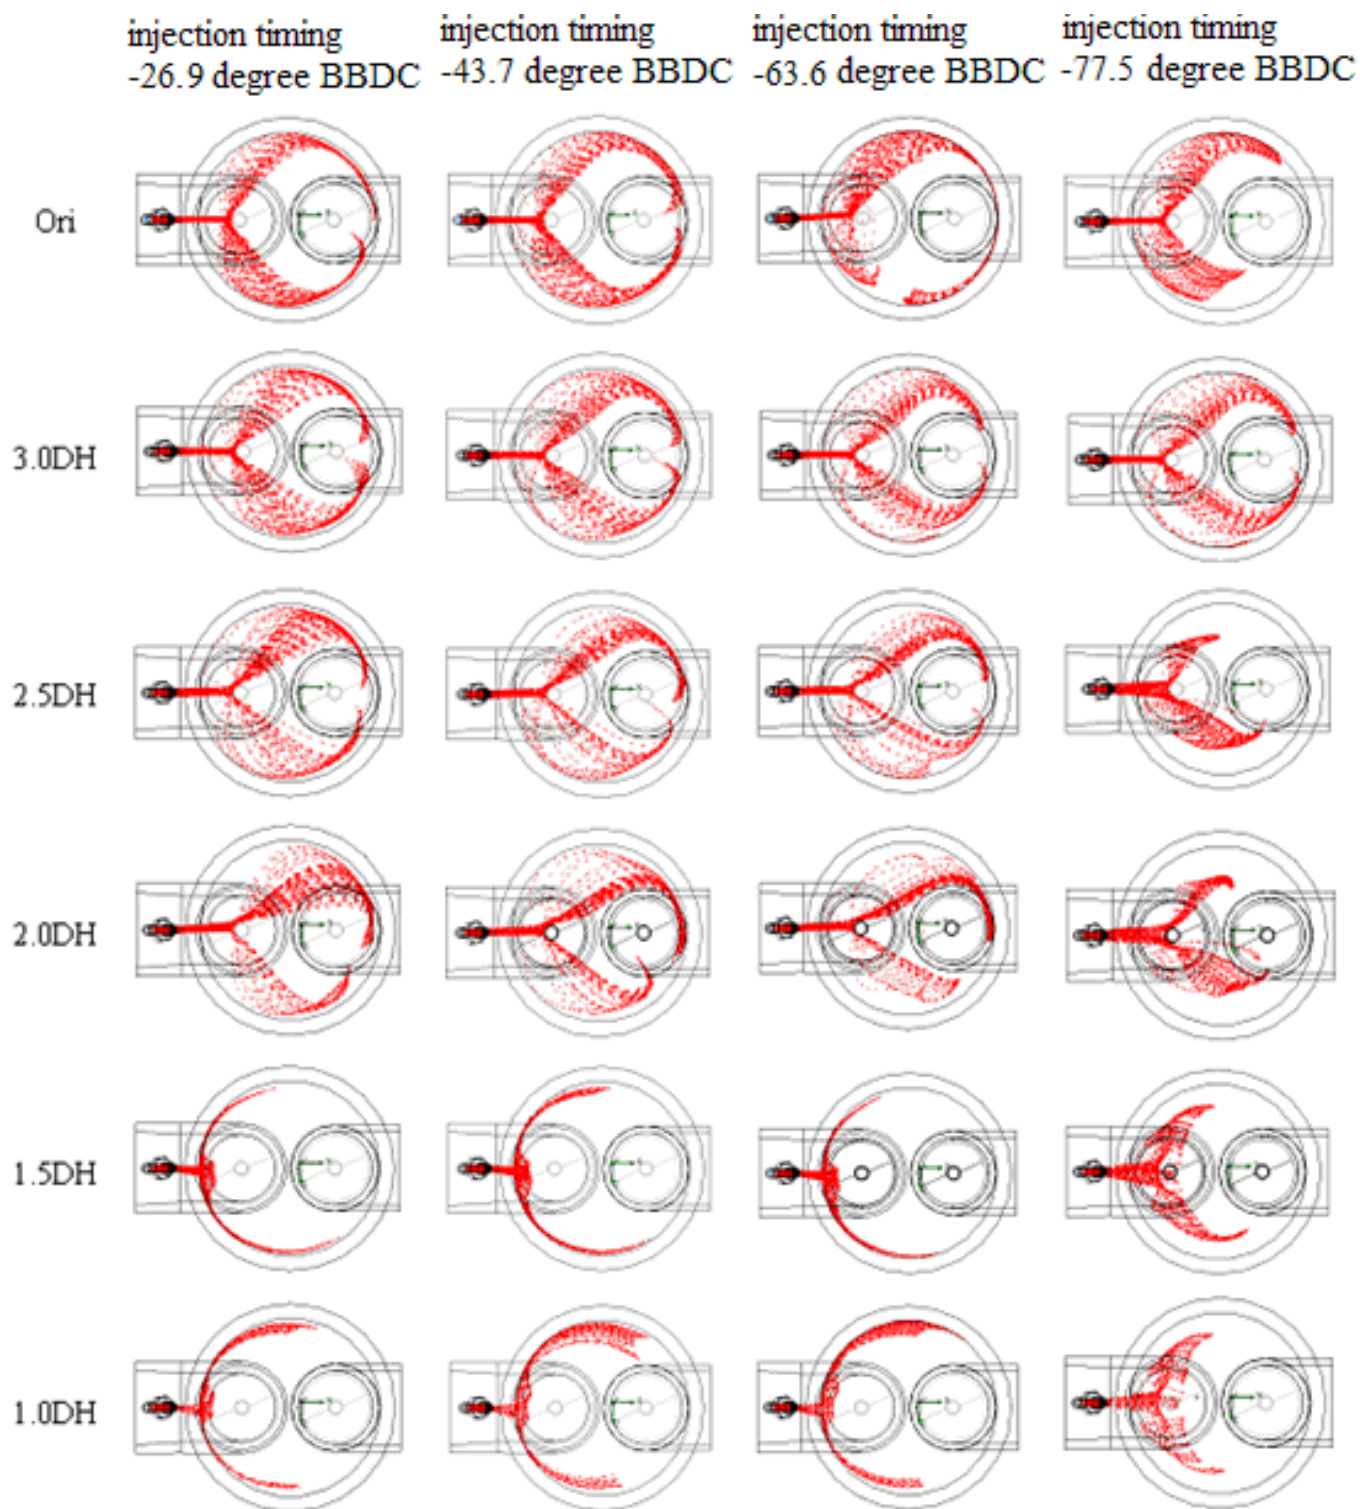 injection timing
-26.9 degree BBDC
injection timing
-43.7 degree BBDC
injection timing
-63.6 degree BBDC
injection timing
-77.5 degree BBDC
Ori
3.0DH
2.5DH
2.0DH
1.5DH
1.0DH